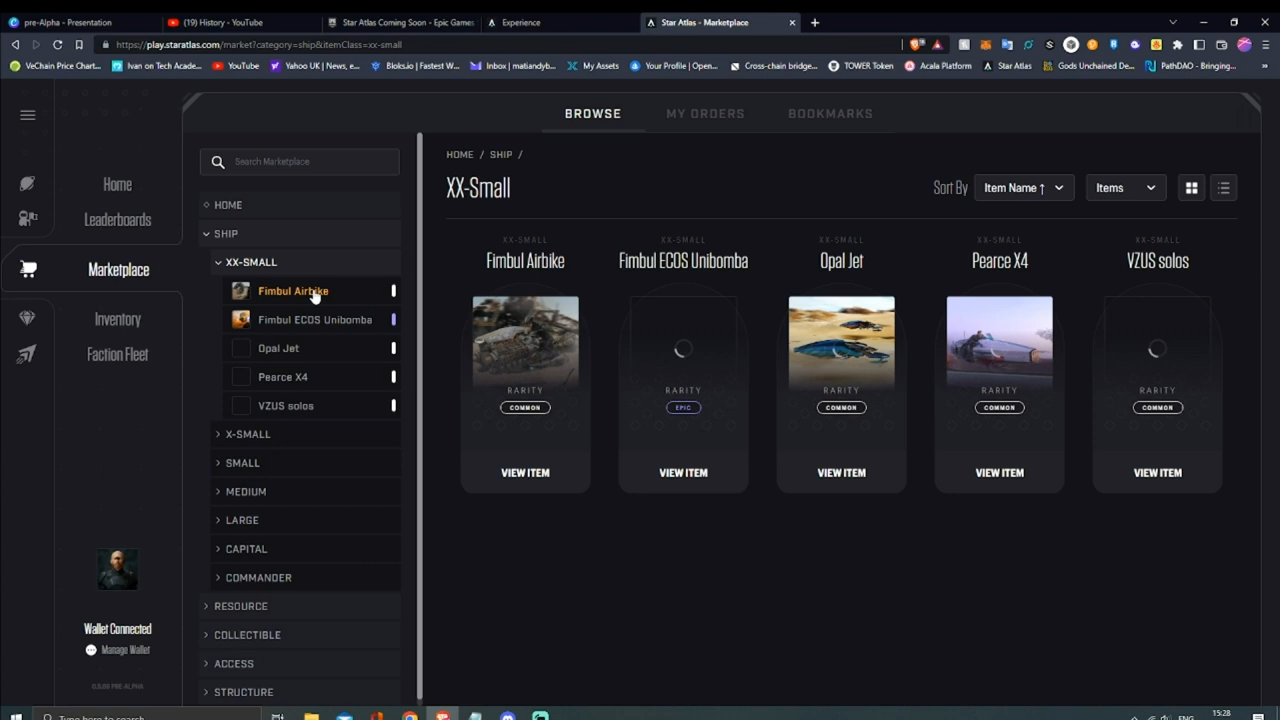 pre-Alpha - Presentation
(19) History - YouTube
Star Atlas Coming Soon - Epic Games
Experience
Star Atlas - Marketplace
https://play.staratlas.com/market?category=ship&itemClass=xx-small
VeChain Price Chart...
Ivan on Tech Acade...
YouTube
Yahoo UK | News, e...
Bloks.io | Fastest W...
Inbox | matiandyb...
My Assets
Your Profile | Open...
Cross-chain bridge...
TOWER Token
Acala Platform
Star Atlas
Gods Unchained De...
PathDAO - Bringing...
»
BROWSE
MY ORDERS
BOOKMARKS
Home
Leaderboards
Marketplace
Inventory
Faction Fleet
Wallet Connected
Manage Wallet
Search Marketplace
HOME
SHIP
XX-SMALL
Fimbul Airbike
Fimbul ECOS Unibomba
Opal Jet
Pearce X4
VZUS solos
X-SMALL
SMALL
MEDIUM
LARGE
CAPITAL
COMMANDER
RESOURCE
COLLECTIBLE
ACCESS
STRUCTURE
HOME / SHIP /
XX-Small
Sort By
Item Name ↑
Items
XX-SMALL
Fimbul Airbike
RARITY
COMMON
VIEW ITEM
XX-SMALL
Fimbul ECOS Unibomba
RARITY
EPIC
VIEW ITEM
XX-SMALL
Opal Jet
RARITY
COMMON
VIEW ITEM
XX-SMALL
Pearce X4
RARITY
COMMON
VIEW ITEM
XX-SMALL
VZUS solos
RARITY
COMMON
VIEW ITEM
Type here to search
ENG
15:28